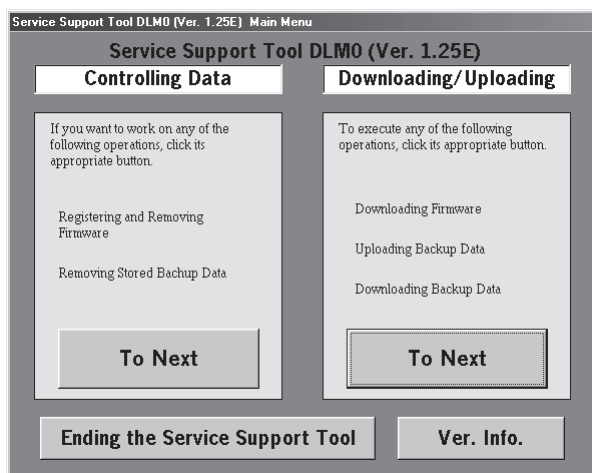 Service Support Tool DLM0 (Ver. 1.25E) Main Menu
Service Support Tool DLM0 (Ver. 1.25E)
Controlling Data
If you want to work on any of the
following operations, click its
appropriate button.
Registering and Removing
Firmware
Removing Stored Bachup Data
To Next
Downloading/Uploading
To execute any of the following
operations, click its appropriate button.
Downloading Firmware
Uploading Backup Data
Downloading Backup Data
To Next
Ending the Service Support Tool
Ver. Info.